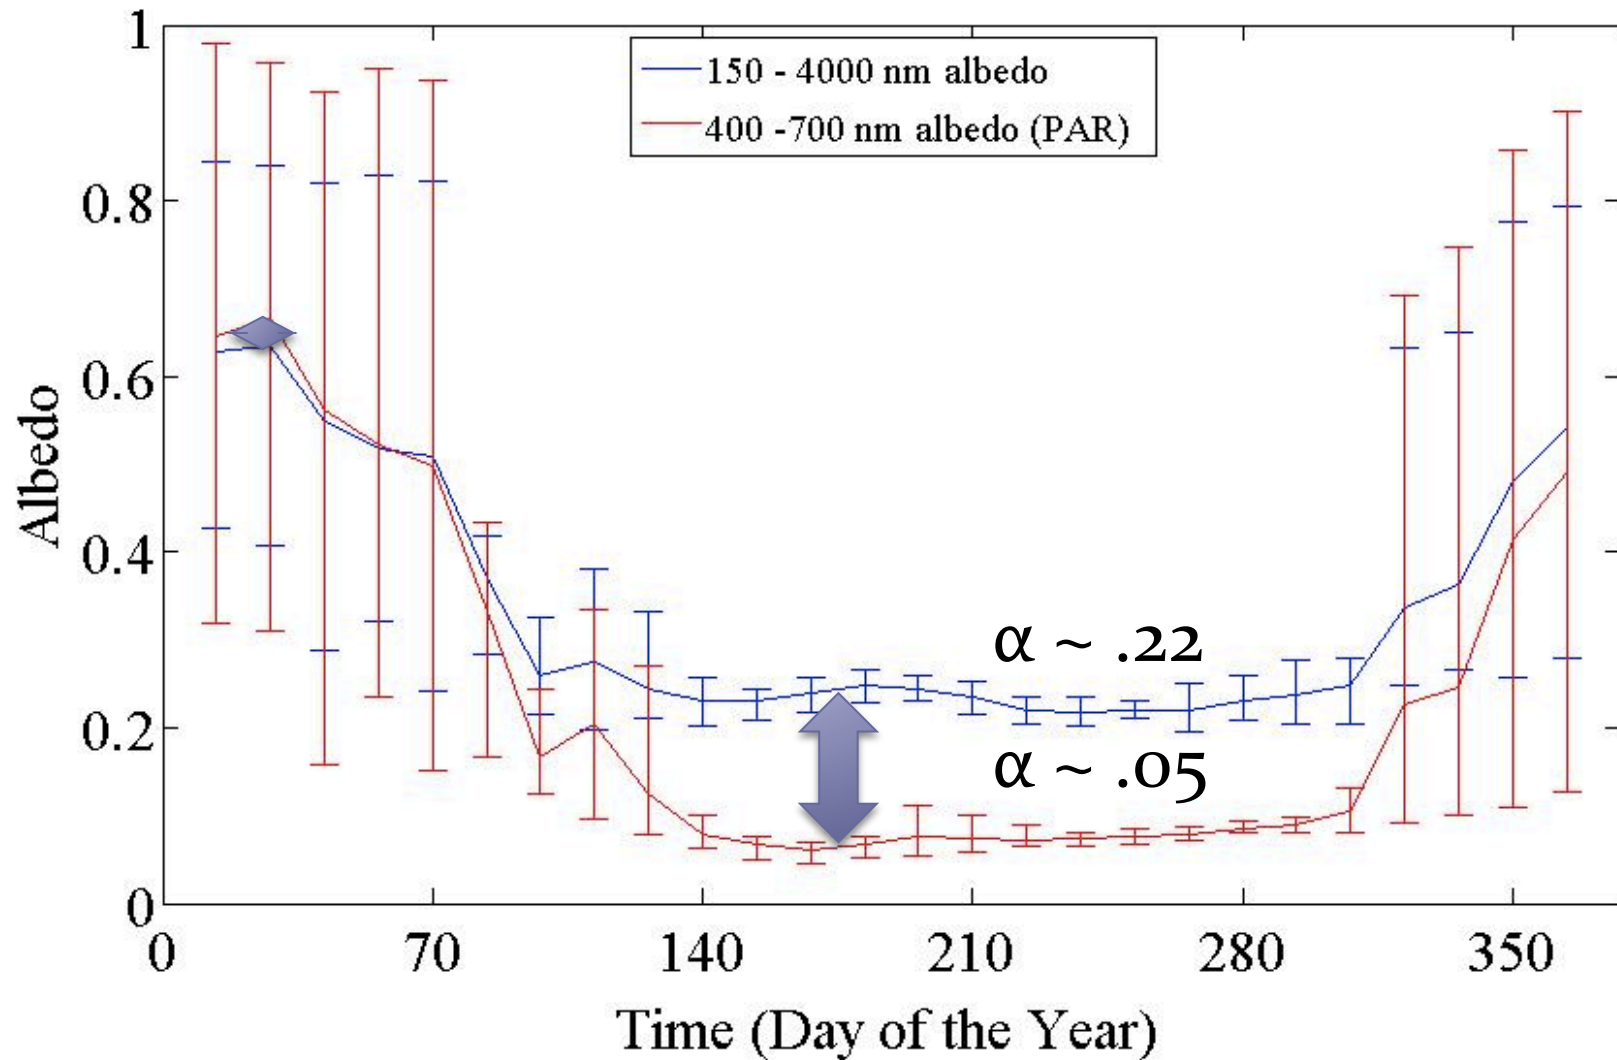 150 - 4000 nm albedo
400 -700 nm albedo (PAR)
1
0.8
0.6
0.4
0.2
0
Albedo
α ~ .22
α ~ .05
0 70 140 210 280 350
Time (Day of the Year)